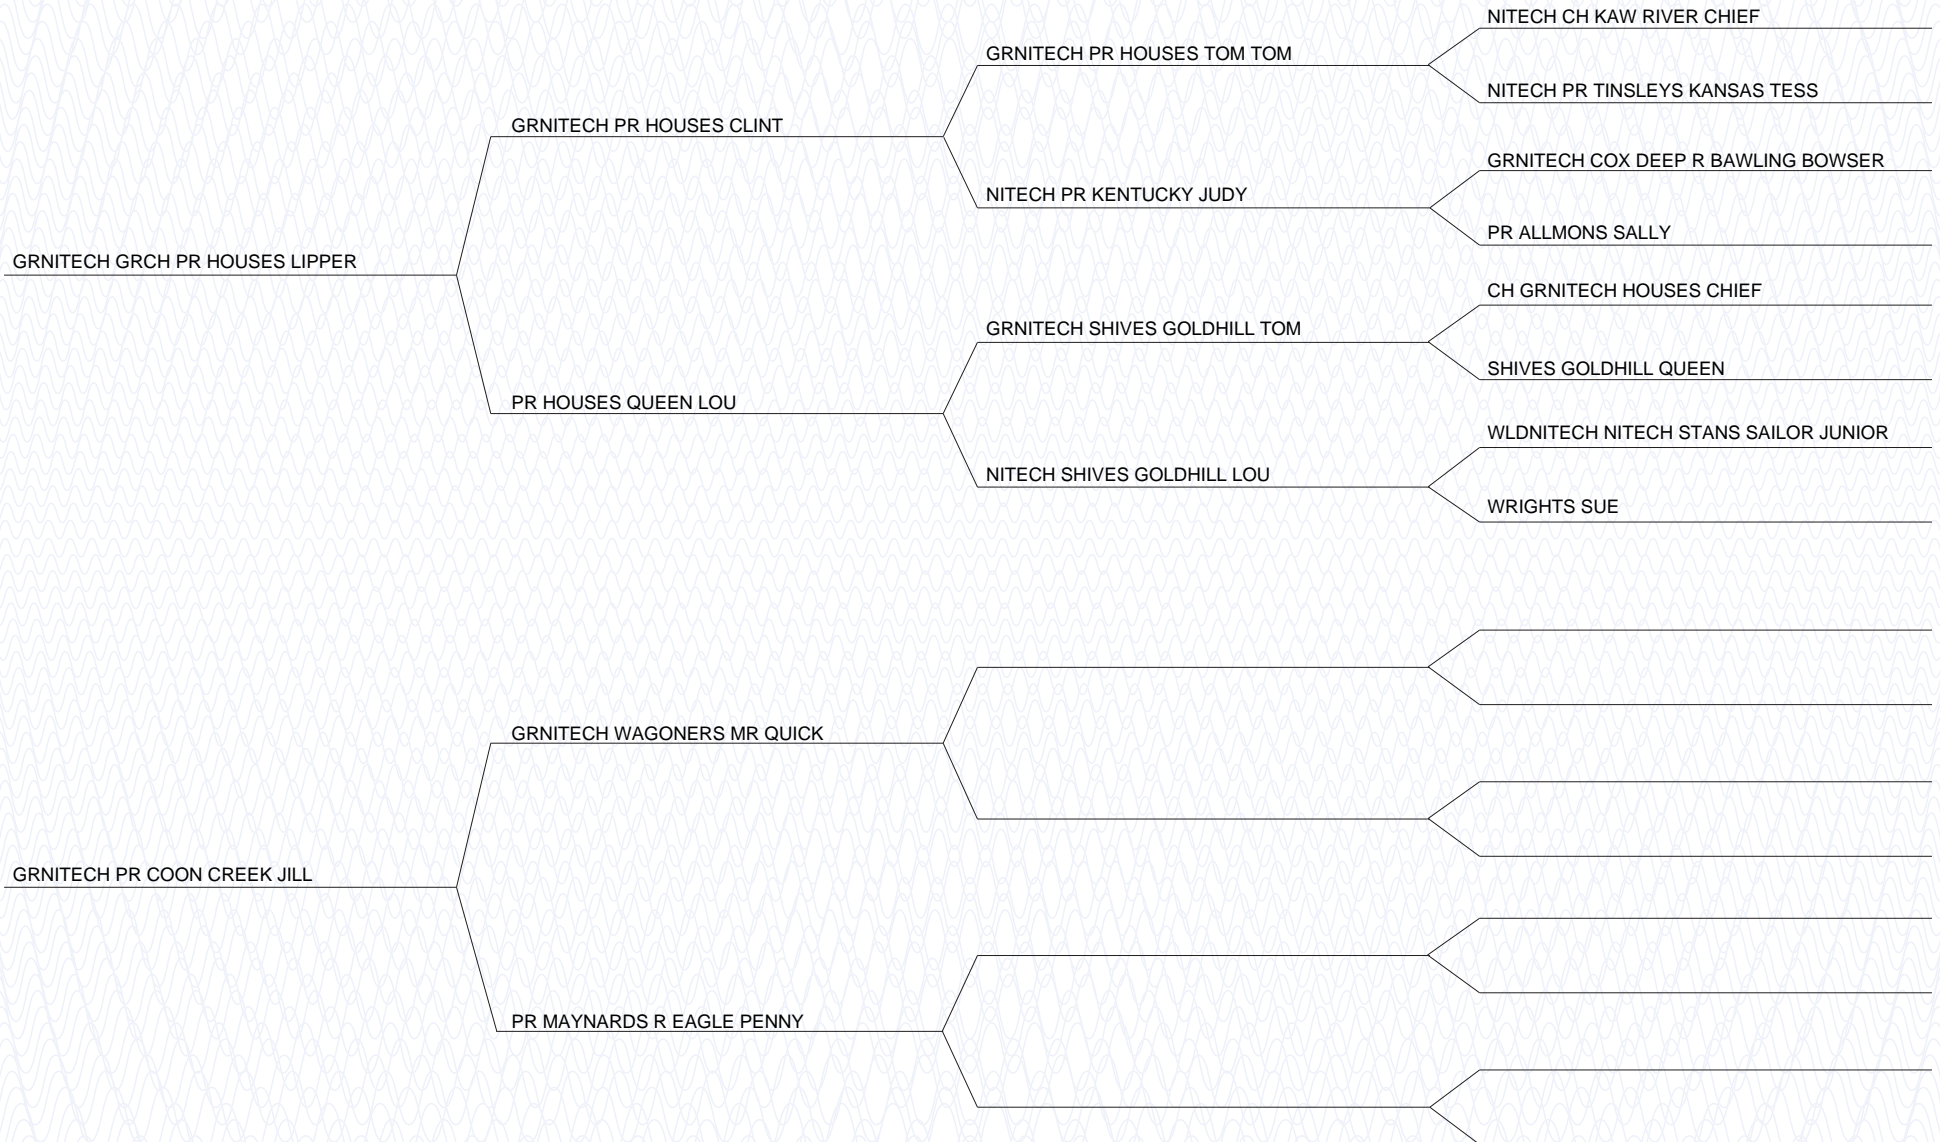 NITECH CH KAW RIVER CHIEF
GRNITECH PR HOUSES TOM TOM
NITECH PR TINSLEYS KANSAS TESS
GRNITECH PR HOUSES CLINT
GRNITECH COX DEEP R BAWLING BOWSER
NITECH PR KENTUCKY JUDY
PR ALLMONS SALLY
GRNITECH GRCH PR HOUSES LIPPER
CH GRNITECH HOUSES CHIEF
GRNITECH SHIVES GOLDHILL TOM
SHIVES GOLDHILL QUEEN
PR HOUSES QUEEN LOU
WLDNITECH NITECH STANS SAILOR JUNIOR
NITECH SHIVES GOLDHILL LOU
WRIGHTS SUE
GRNITECH WAGONERS MR QUICK
GRNITECH PR COON CREEK JILL
PR MAYNARDS R EAGLE PENNY